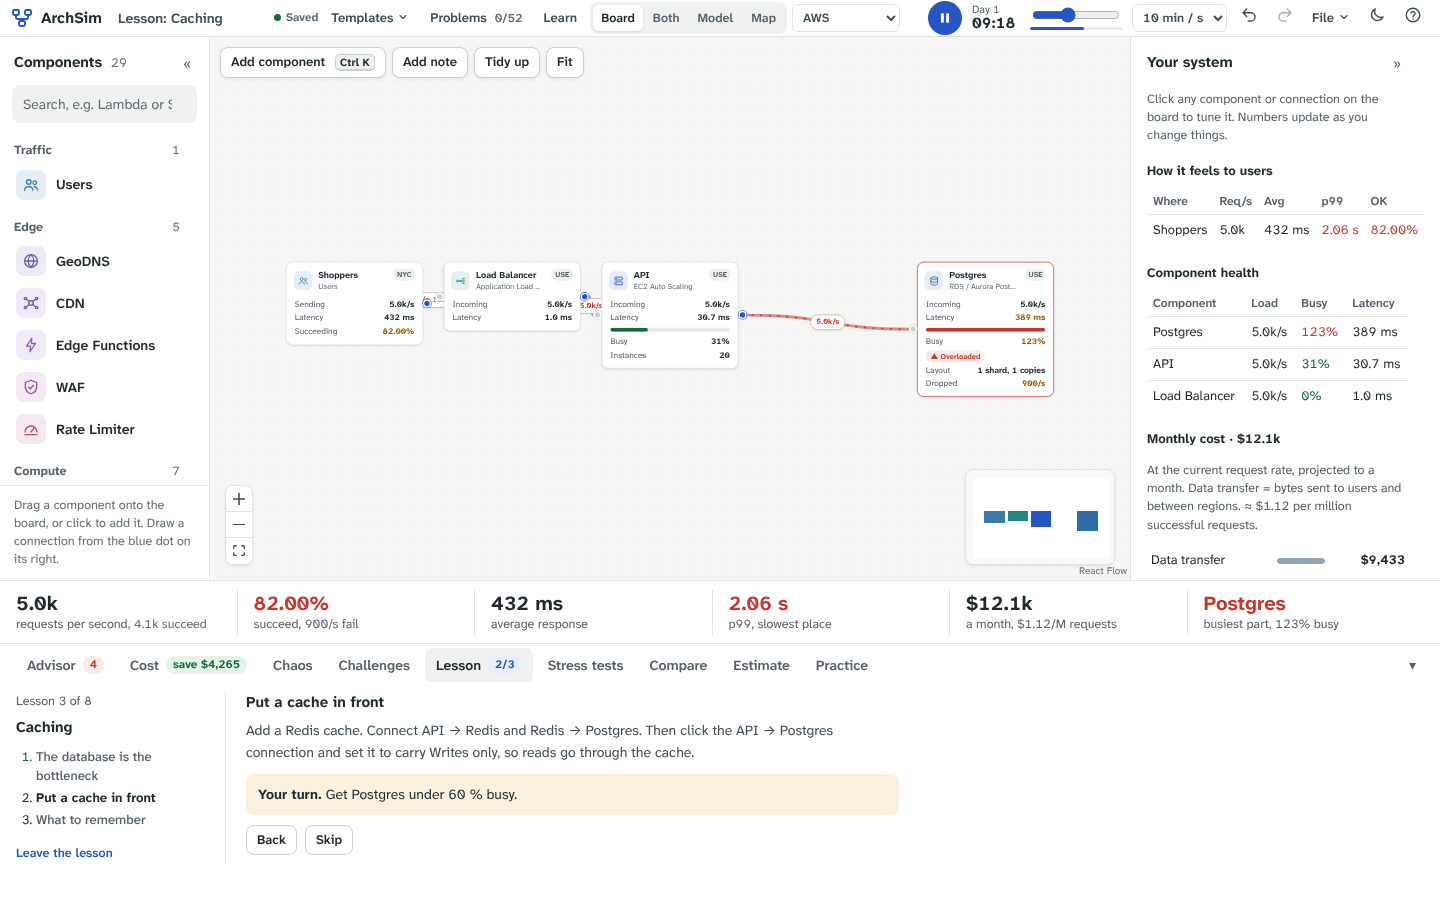 ArchSim
Lesson: Caching
Saved
Templates
Problems 0/52
Learn
Board
Both
Model
Map
AWS
Day 1
09:18
10 min / s
File
Components 29
«
Search, e.g. Lambda or S
Traffic 1
Users
Edge 5
GeoDNS
CDN
Edge Functions
WAF
Rate Limiter
Compute 7
Drag a component onto the
board, or click to add it. Draw a
connection from the blue dot on
its right.
Add component Ctrl K
Add note
Tidy up
Fit
Shoppers NYC
Users
Sending 5.0k/s
Latency 432 ms
Succeeding 82.00%
Load Balancer USE
Application Load ...
Incoming 5.0k/s
Latency 1.0 ms
5.0k/s
API USE
EC2 Auto Scaling
Incoming 5.0k/s
Latency 30.7 ms
Busy 31%
Instances 20
5.0k/s
Postgres USE
RDS / Aurora Post...
Incoming 5.0k/s
Latency 389 ms
Busy 123%
Overloaded
Layout 1 shard, 1 copies
Dropped 900/s
React Flow
Your system
»
Click any component or connection on the
board to tune it. Numbers update as you
change things.
How it feels to users
Where Req/s Avg p99 OK
Shoppers 5.0k 432 ms 2.06 s 82.00%
Component health
Component Load Busy Latency
Postgres 5.0k/s 123% 389 ms
API 5.0k/s 31% 30.7 ms
Load Balancer 5.0k/s 0% 1.0 ms
Monthly cost · $12.1k
At the current request rate, projected to a
month. Data transfer = bytes sent to users and
between regions. ≈ $1.12 per million
successful requests.
Data transfer $9,433
5.0k
requests per second, 4.1k succeed
82.00%
succeed, 900/s fail
432 ms
average response
2.06 s
p99, slowest place
$12.1k
a month, $1.12/M requests
Postgres
busiest part, 123% busy
Advisor 4
Cost save $4,265
Chaos
Challenges
Lesson 2/3
Stress tests
Compare
Estimate
Practice
Lesson 3 of 8
Caching
1. The database is the
bottleneck
2. Put a cache in front
3. What to remember
Leave the lesson
Put a cache in front
Add a Redis cache. Connect API → Redis and Redis → Postgres. Then click the API → Postgres
connection and set it to carry Writes only, so reads go through the cache.
Your turn. Get Postgres under 60 % busy.
Back
Skip